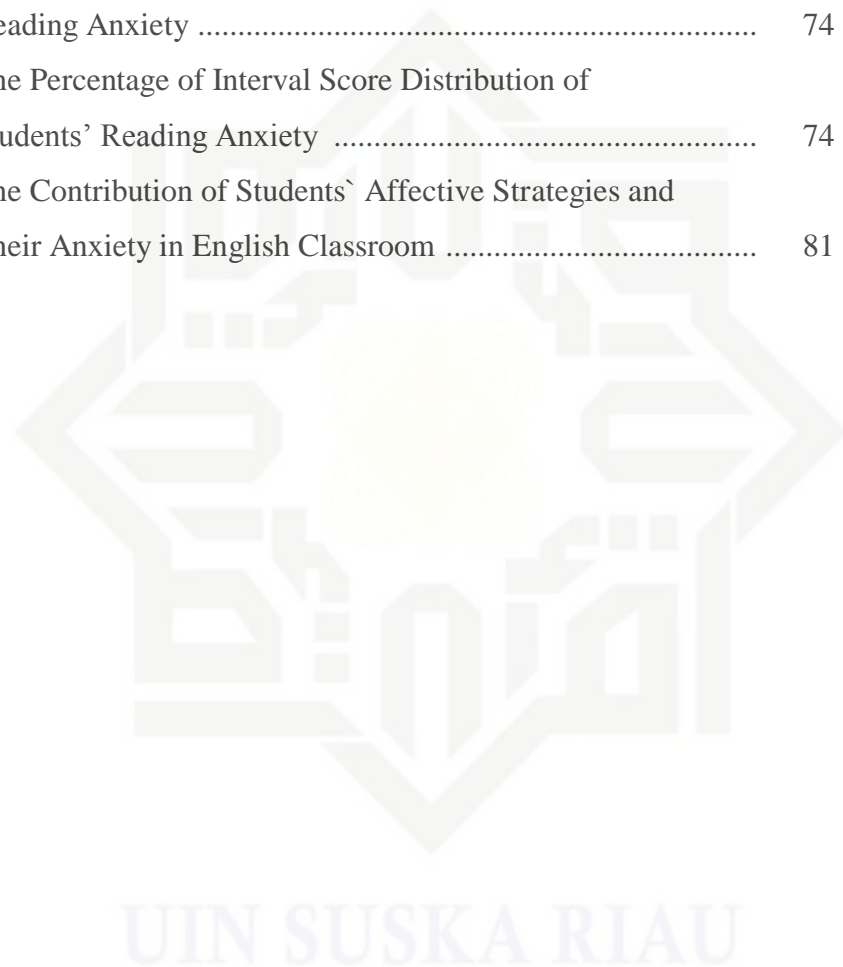 eading Anxiety ................................................................ 74
he Percentage of Interval Score Distribution of
udents’ Reading Anxiety ................................................ 74
he Contribution of Students` Affective Strategies and
heir Anxiety in English Classroom ................................... 81
UIN SUSKA RIAU